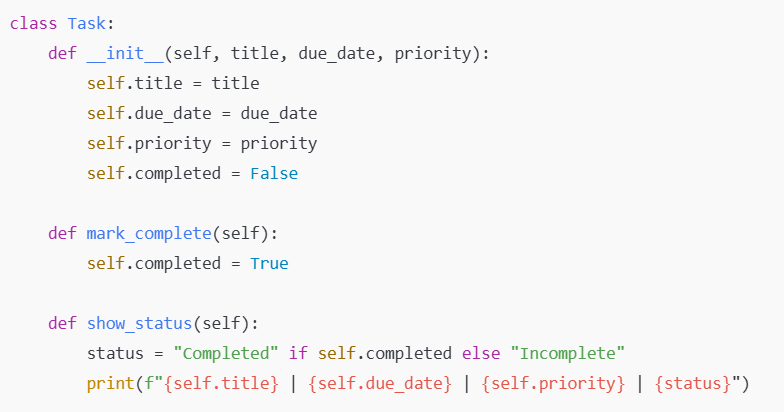 class Task:
    def __init__(self, title, due_date, priority):
        self.title = title
        self.due_date = due_date
        self.priority = priority
        self.completed = False

    def mark_complete(self):
        self.completed = True

    def show_status(self):
        status = "Completed" if self.completed else "Incomplete"
        print(f"{self.title} | {self.due_date} | {self.priority} | {status}")